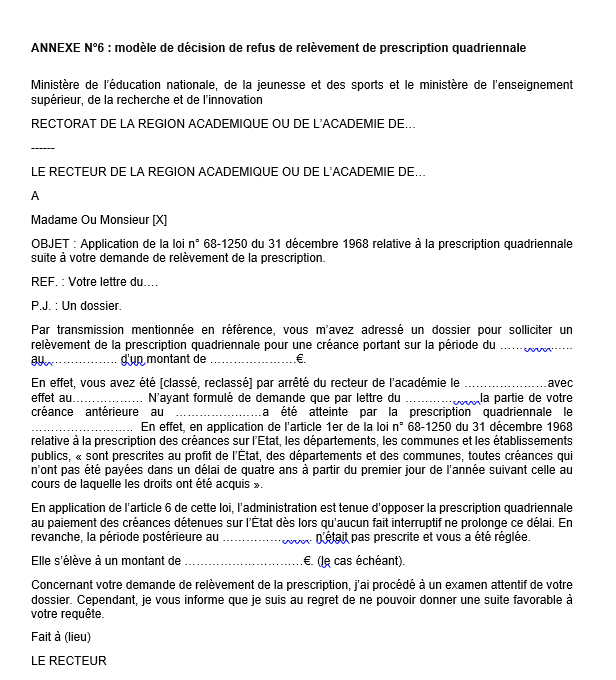 ANNEXE N°6 : modèle de décision de refus de relèvement de prescription quadriennale
Ministère de l'éducation nationale, de la jeunesse et des sports et le ministère de l'enseignement
supérieur, de la recherche et de l'innovation
RECTORAT DE LA REGION ACADEMIQUE OU DE L'ACADEMIE DE…
------
LE RECTEUR DE LA REGION ACADEMIQUE OU DE L'ACADEMIE DE…
A
Madame Ou Monsieur [X]
OBJET : Application de la loi n° 68-1250 du 31 décembre 1968 relative à la prescription quadriennale
suite à votre demande de relèvement de la prescription.
REF. : Votre lettre du….
P.J. : Un dossier.
Par transmission mentionnée en référence, vous m'avez adressé un dossier pour solliciter un
relèvement de la prescription quadriennale pour une créance portant sur la période du ……………..
au……………… d'un montant de …………………..€.
En effet, vous avez été [classé, reclassé] par arrêté du recteur de l'académie le …………………avec
effet au……………… N'ayant formulé de demande que par lettre du ………………la partie de votre
créance antérieure au …………………a été atteinte par la prescription quadriennale le
…………………….. En effet, en application de l'article 1er de la loi n° 68-1250 du 31 décembre 1968
relative à la prescription des créances sur l'Etat, les départements, les communes et les établissements
publics, « sont prescrites au profit de l'État, des départements et des communes, toutes créances qui
n'ont pas été payées dans un délai de quatre ans à partir du premier jour de l'année suivant celle au
cours de laquelle les droits ont été acquis ».
En application de l'article 6 de cette loi, l'administration est tenue d'opposer la prescription quadriennale
au paiement des créances détenues sur l'État dès lors qu'aucun fait interruptif ne prolonge ce délai. En
revanche, la période postérieure au ………………….. n'était pas prescrite et vous a été réglée.
Elle s'élève à un montant de …………………………€. (le cas échéant).
Concernant votre demande de relèvement de la prescription, j'ai procédé à un examen attentif de votre
dossier. Cependant, je vous informe que je suis au regret de ne pouvoir donner une suite favorable à
votre requête.
Fait à (lieu)
LE RECTEUR